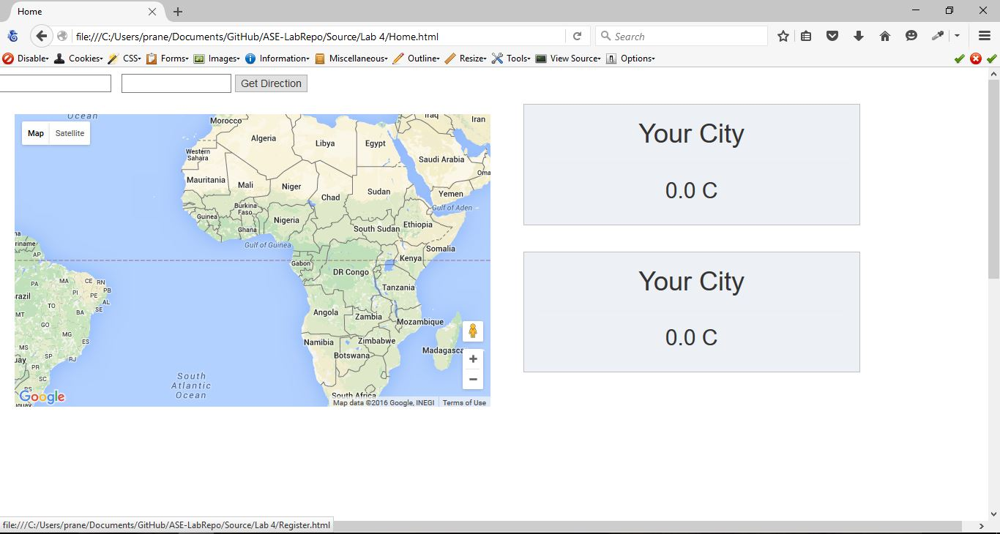 Home
file:///C:/Users/prane/Documents/GitHub/ASE-LabRepo/Source/Lab 4/Home.html
Search
Disable Cookies CSS Forms Images Information Miscellaneous Outline Resize Tools View Source Options
Get Direction
Your City
0.0 C
Your City
0.0 C
Map Satellite
Ocean
Morocco
Iraq
Iran
Algeria
Libya
Egypt
Western
Sahara
Saudi Arabia
Oma
Mauritania
Mali
Niger
Chad
Sudan
Yemen
Gulf of Aden
Burkina
Faso
Guinea
Ghana
Nigeria
South Sudan
Ethiopia
Gulf of Guinea
Somalia
na
riname
AP
Gabon
DR Congo
Kenya
Tanzania
PA
MA
CE
RN
PB
PI
PE
AL
SE
razil
TO
BA
MT
GO
MG
ES
MS
SP
RJ
uay
PR
SC
RS
uguay
Angola
Zambia
Mozambique
Namibia
Zimbabwe
Botswana
Madagasca
South Africa
South
Atlantic
Ocean
+
−
Google
Map data ©2016 Google, INEGI Terms of Use
file:///C:/Users/prane/Documents/GitHub/ASE-LabRepo/Source/Lab 4/Register.html